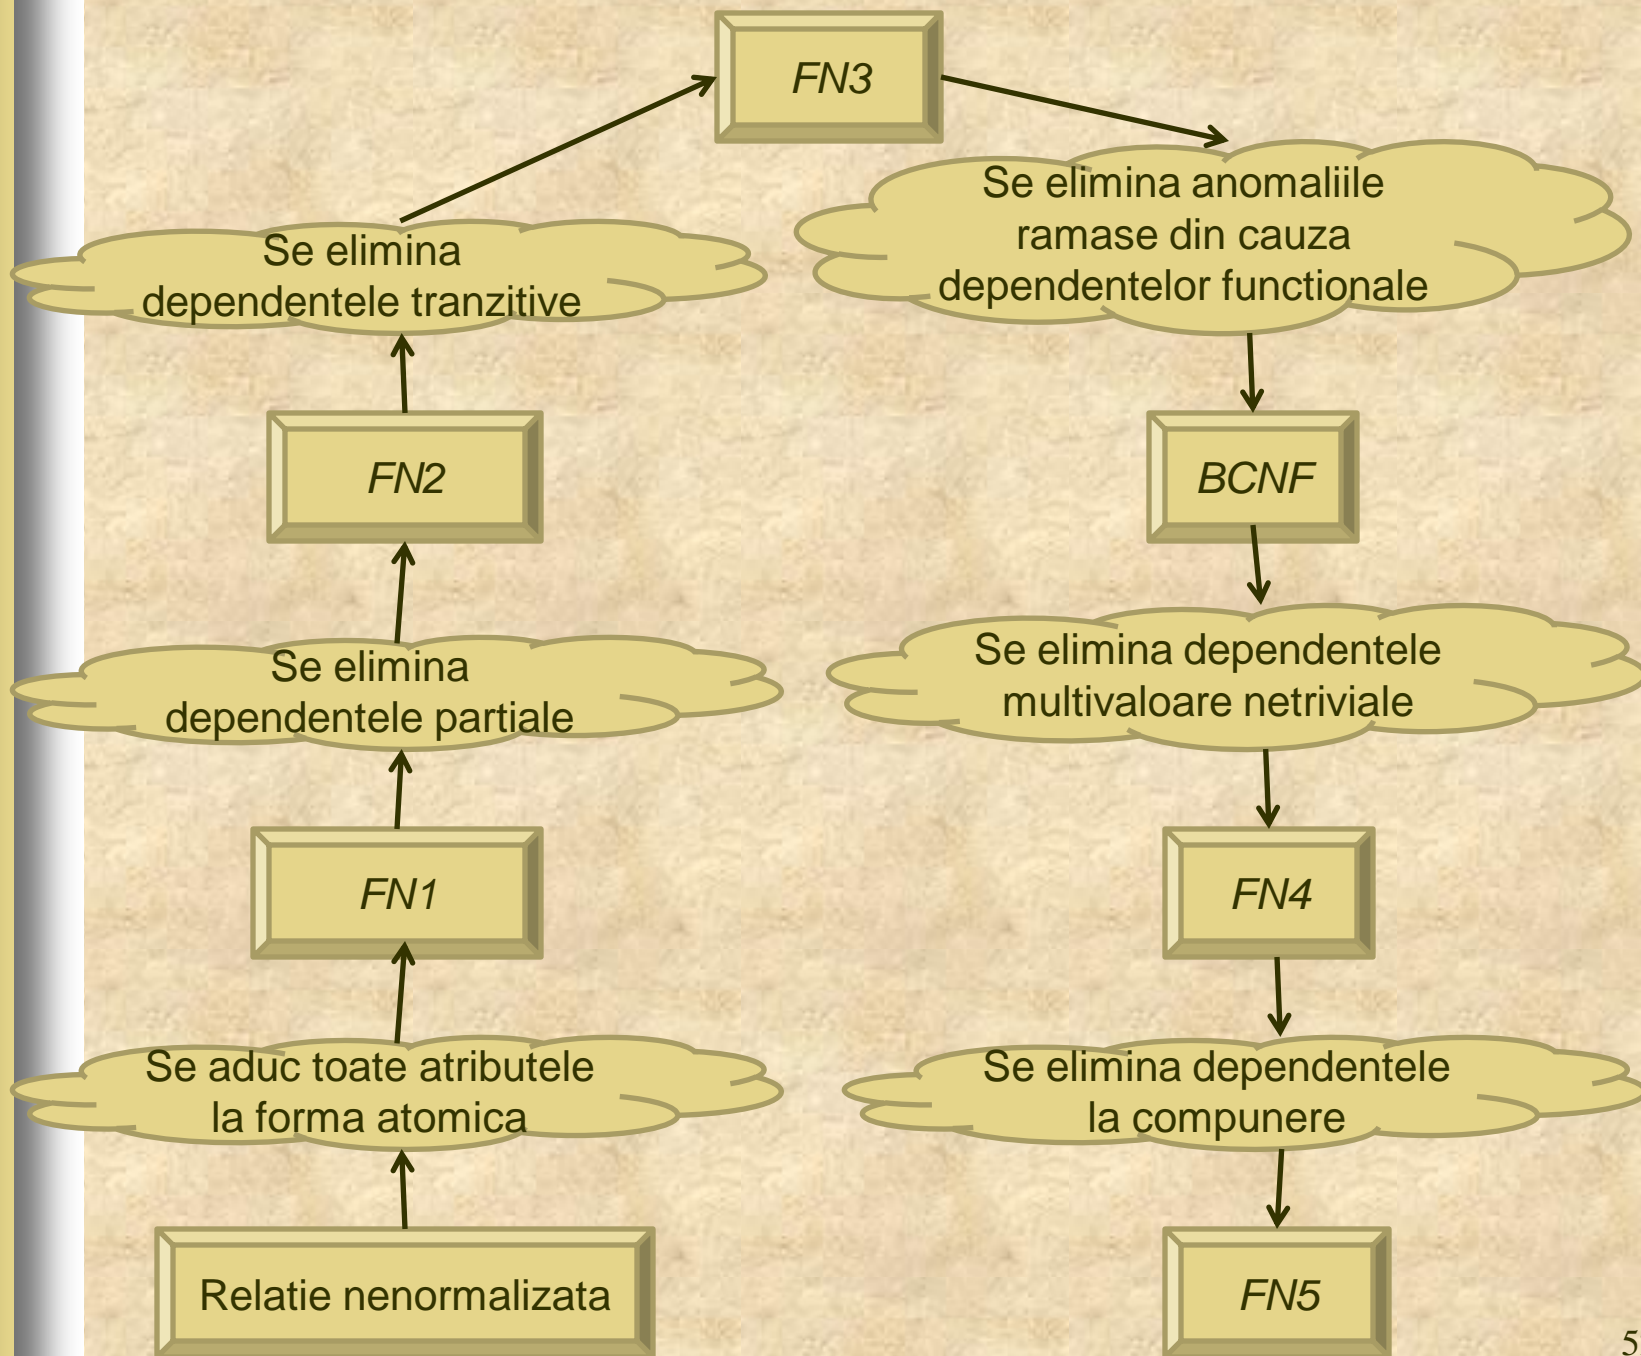 FN3
Se elimina anomaliile
ramase din cauza
dependentelor functionale
Se elimina
dependentele tranzitive
FN2
BCNF
Se elimina
dependentele partiale
Se elimina dependentele
multivaloare netriviale
FN1
FN4
Se aduc toate atributele
la forma atomica
Se elimina dependentele
la compunere
Relatie nenormalizata
FN5
5